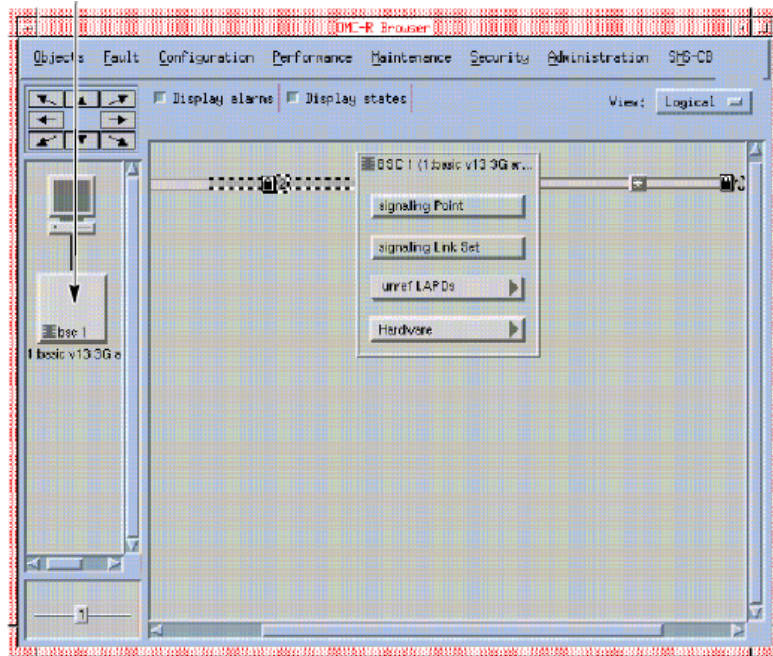 OMC-R Browser
Objects Fault Configuration Performance Maintenance Security Administration SMS-CB
Display alarms Display states View: Logical
BSC 1 (1:basic v13 3G ar...
signaling Point
signaling Link Set
unref LAPDs
Hardware
bsc 1
1:basic v13 3G a
1